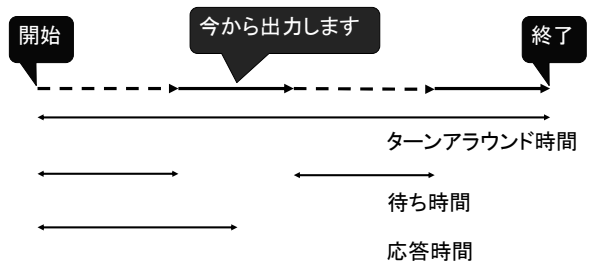 開始
今から出力します
終了
ターンアラウンド時間
待ち時間
応答時間